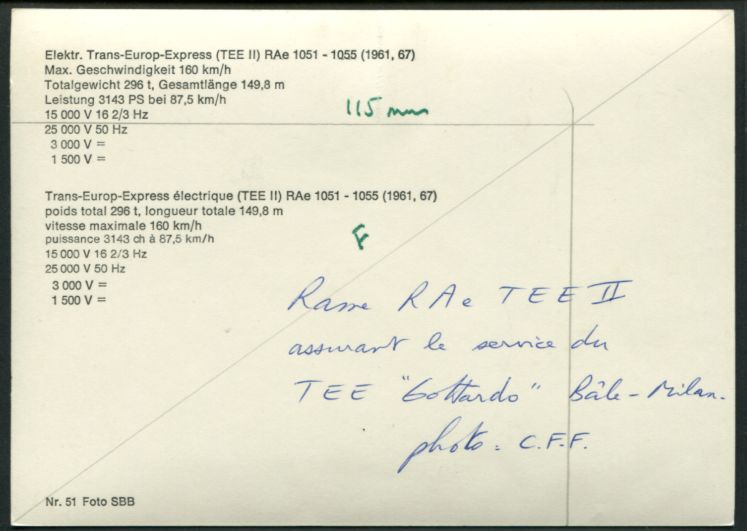 Elektr. Trans-Europ-Express (TEE II) RAe 1051 - 1055 (1961, 67)
Max. Geschwindigkeit 160 km/h
Totalgewicht 296 t, Gesamtlänge 149,8 m
Leistung 3143 PS bei 87,5 km/h
15 000 V 16 2/3 Hz
25 000 V 50 Hz
3 000 V =
1 500 V =
115 mm
Trans-Europ-Express électrique (TEE II) RAe 1051 - 1055 (1961, 67)
poids total 296 t, longueur totale 149,8 m
vitesse maximale 160 km/h
puissance 3143 ch à 87,5 km/h
15 000 V 16 2/3 Hz
25 000 V 50 Hz
3 000 V =
1 500 V =
F
Rame RAe TEE II
assurant le service du
TEE "Gottardo" Bâle - Milan.
photo : C.F.F.
Nr. 51 Foto SBB